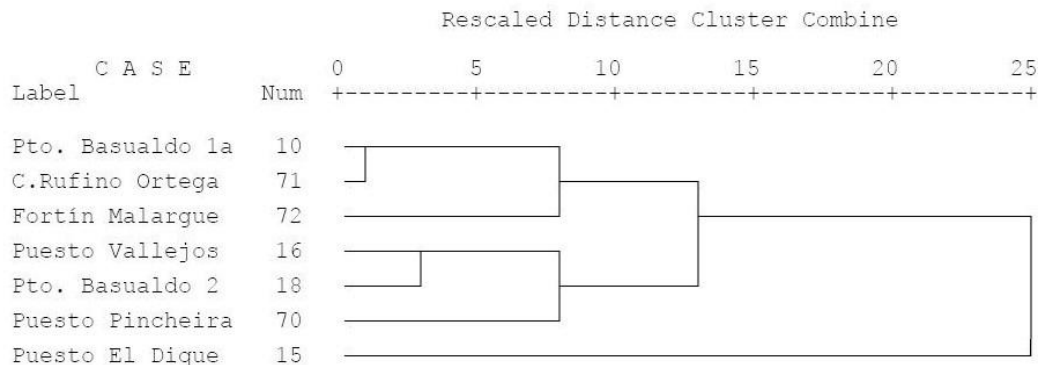 Rescaled Distance Cluster Combine
C A S E 0 5 10 15 20 25
Label Num +---------+---------+---------+---------+---------+
Pto. Basualdo 1a 10
C.Rufino Ortega 71
Fortín Malargue 72
Puesto Vallejos 16
Pto. Basualdo 2 18
Puesto Pincheira 70
Puesto El Dique 15